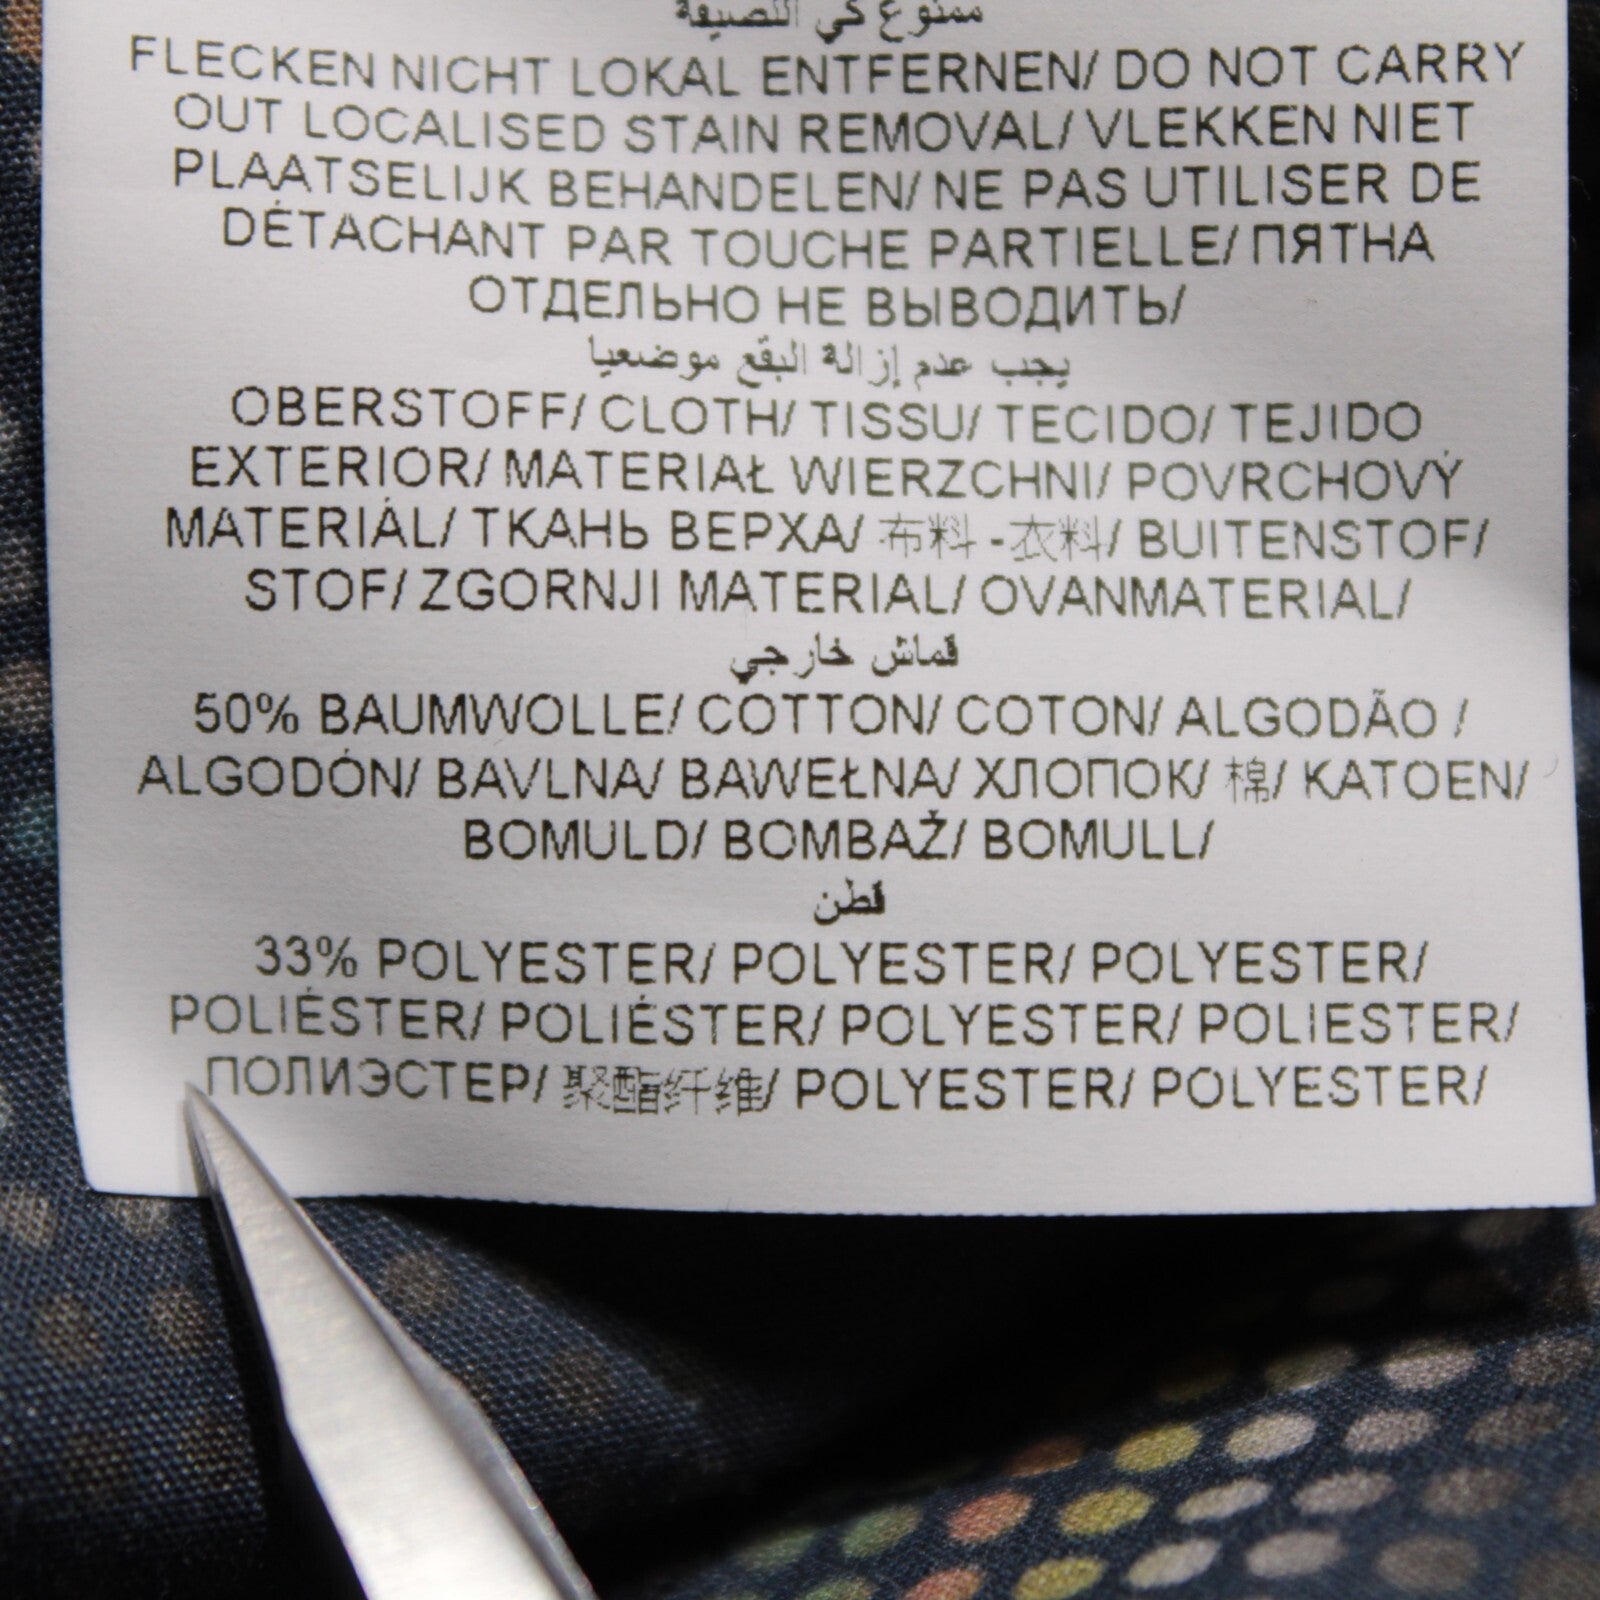 ممنوع كي التصبيغة
FLECKEN NICHT LOKAL ENTFERNEN/ DO NOT CARRY
OUT LOCALISED STAIN REMOVAL/ VLEKKEN NIET
PLAATSELIJK BEHANDELEN/ NE PAS UTILISER DE
DÉTACHANT PAR TOUCHE PARTIELLE/ ПЯТНА
ОТДЕЛЬНО НЕ ВЫВОДИТЬ/
يجب عدم إزالة البقع موضعيا
OBERSTOFF/ CLOTH/ TISSU/ TECIDO/ TEJIDO
EXTERIOR/ MATERIAŁ WIERZCHNI/ POVRCHOVÝ
MATERIÁL/ ТКАНЬ ВЕРХА/ 布料 -衣料/ BUITENSTOF/
STOF/ ZGORNJI MATERIAL/ OVANMATERIAL/
قماش خارجي
50% BAUMWOLLE/ COTTON/ COTON/ ALGODÃO /
ALGODÓN/ BAVLNA/ BAWEŁNA/ ХЛОПОК/ 棉/ KATOEN/
BOMULD/ BOMBAŽ/ BOMULL/
قطن
33% POLYESTER/ POLYESTER/ POLYESTER/
POLIÉSTER/ POLIÉSTER/ POLYESTER/ POLIESTER/
ПОЛИЭСТЕР/ 聚酯纤维/ POLYESTER/ POLYESTER/